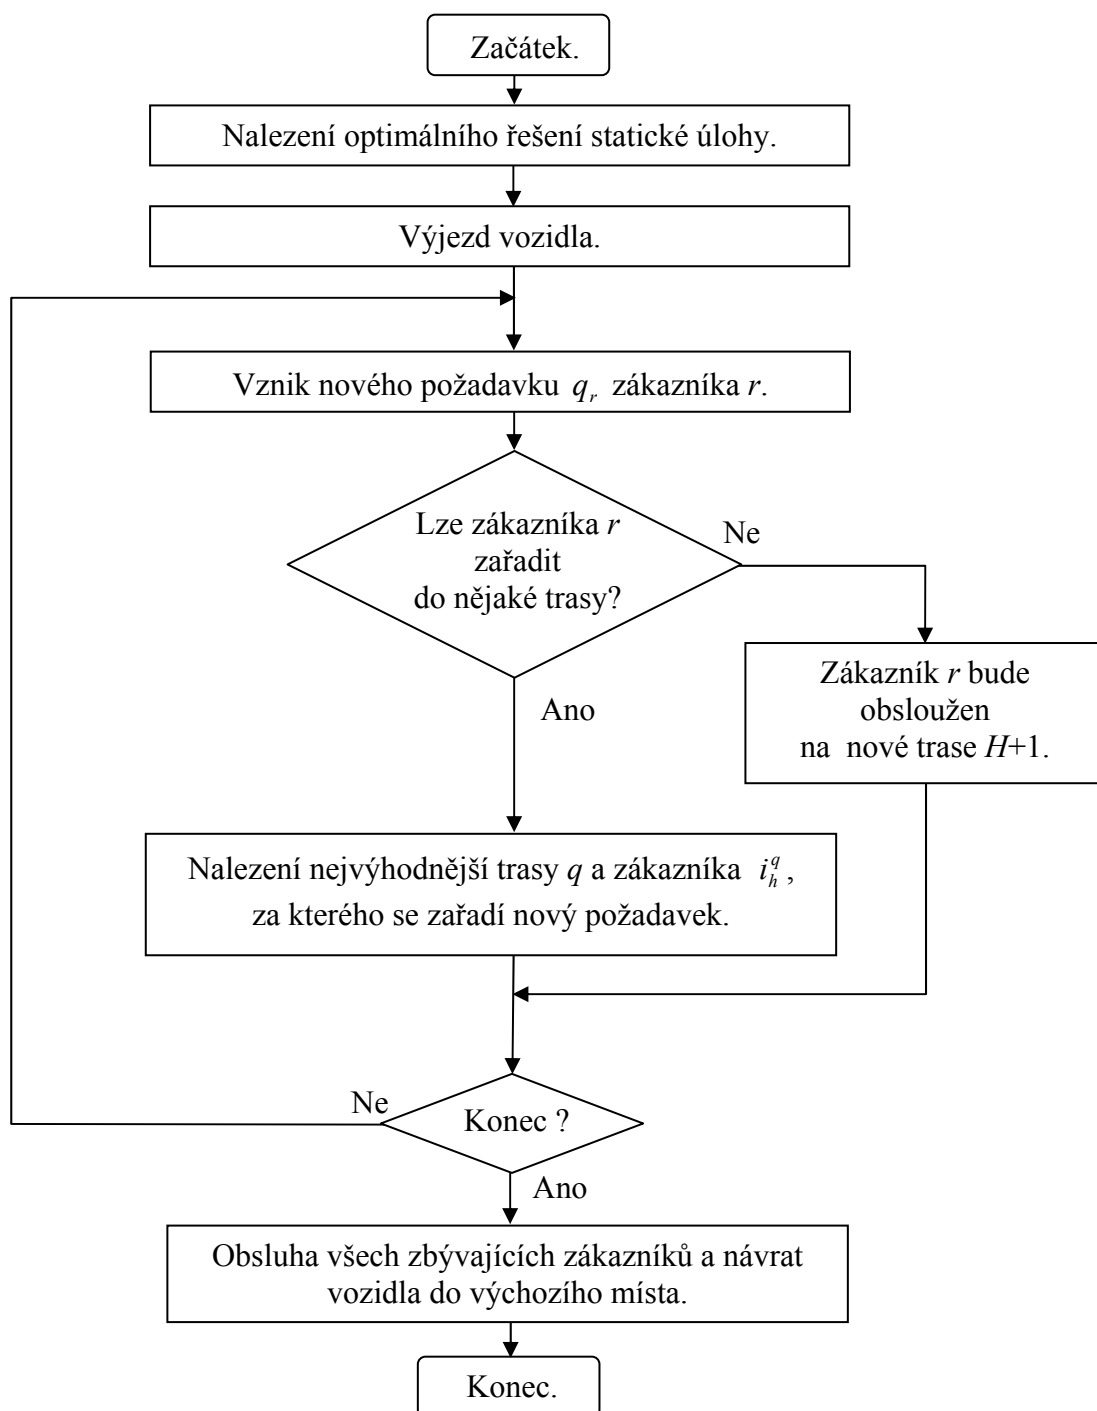 Začátek.
Nalezení optimálního řešení statické úlohy.
Výjezd vozidla.
Vznik nového požadavku q_r zákazníka r.
Lze zákazníka r
zařadit
do nějaké trasy?
Ne
Zákazník r bude
obsloužen
na nové trase H+1.
Ano
Nalezení nejvýhodnější trasy q a zákazníka i_h^q,
za kterého se zařadí nový požadavek.
Ne
Konec ?
Ano
Obsluha všech zbývajících zákazníků a návrat
vozidla do výchozího místa.
Konec.